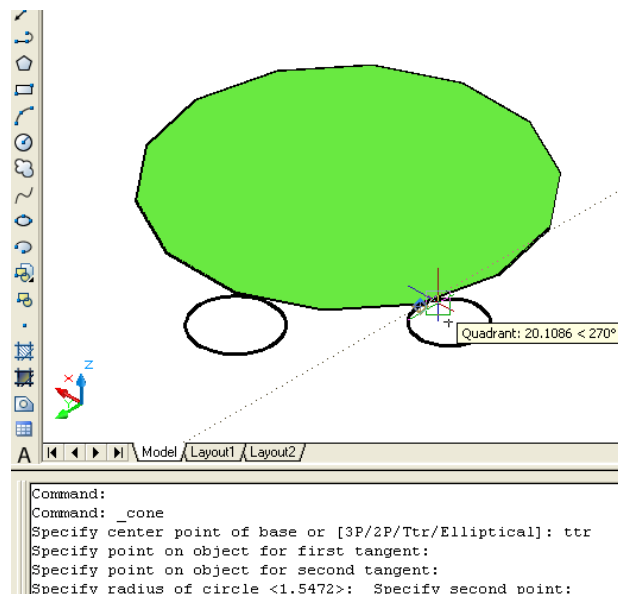 Quadrant: 20.1086 < 270°
Z
X
Y
A
Model Layout1 Layout2
Command:
Command: _cone
Specify center point of base or [3P/2P/Ttr/Elliptical]: ttr
Specify point on object for first tangent:
Specify point on object for second tangent:
Specify radius of circle <1.5472>: Specify second point: